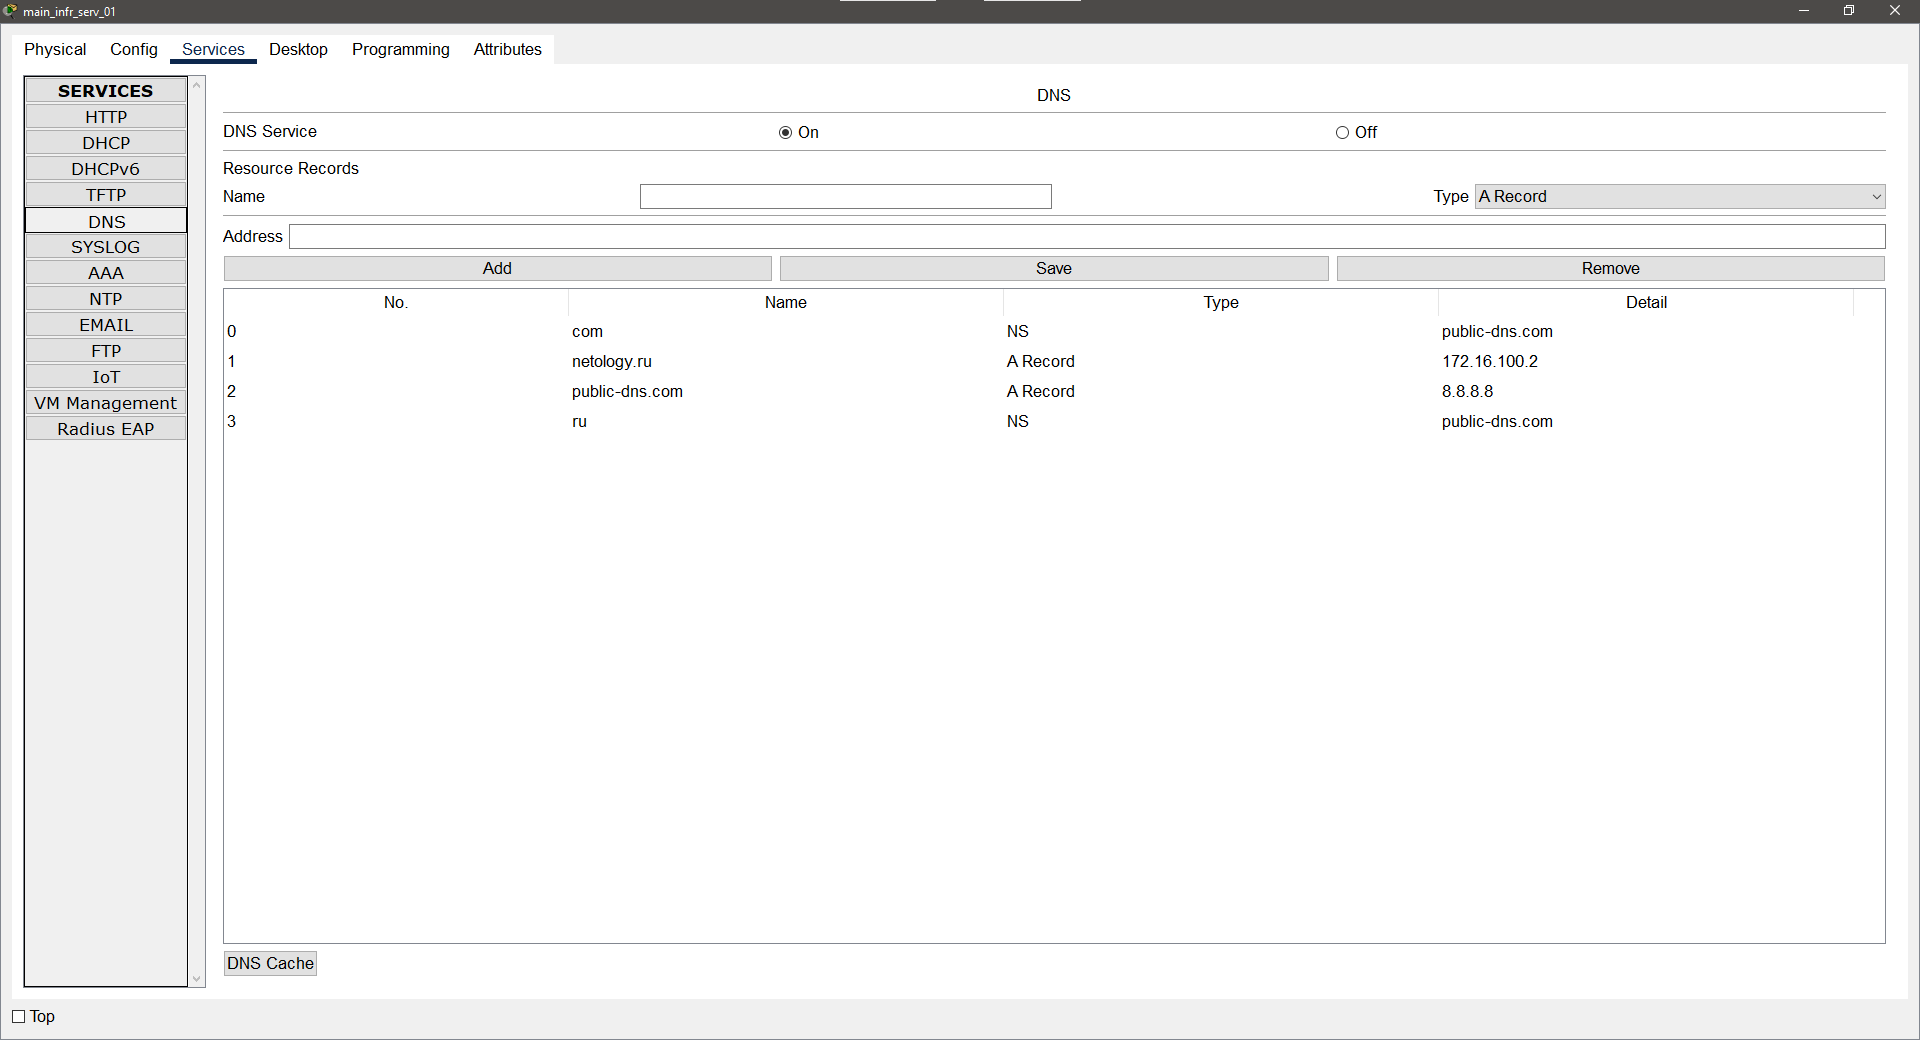 main_infr_serv_01
Physical Config Services Desktop Programming Attributes
SERVICES
HTTP
DHCP
DHCPv6
TFTP
DNS
SYSLOG
AAA
NTP
EMAIL
FTP
IoT
VM Management
Radius EAP
DNS
DNS Service On Off
Resource Records
Name Type A Record
Address
Add Save Remove
No. Name Type Detail
0 com NS public-dns.com
1 netology.ru A Record 172.16.100.2
2 public-dns.com A Record 8.8.8.8
3 ru NS public-dns.com
DNS Cache
Top